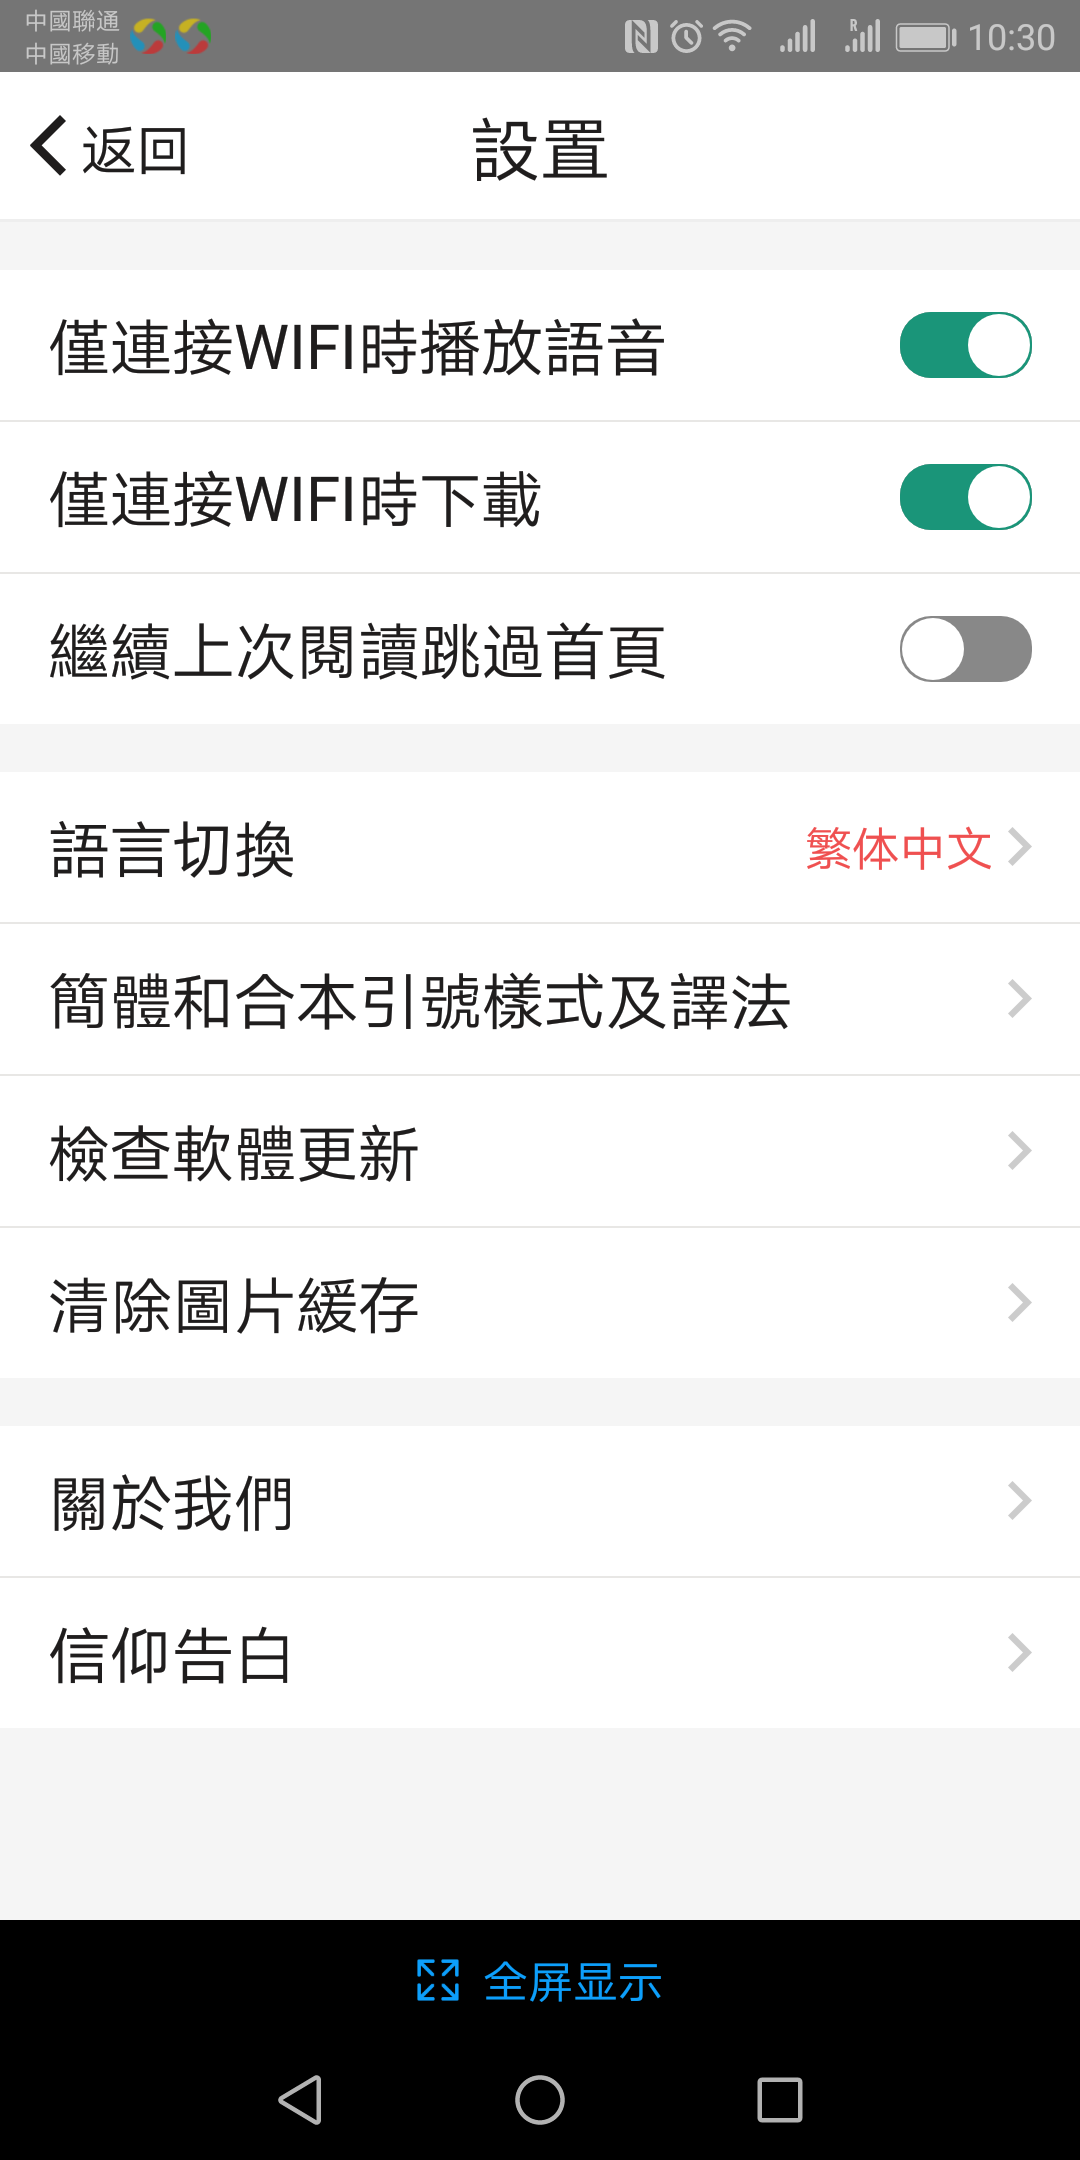 中國聯通
中國移動
R
10:30
返回
設置
僅連接WIFI時播放語音
僅連接WIFI時下載
繼續上次閱讀跳過首頁
語言切換
繁体中文
簡體和合本引號樣式及譯法
檢查軟體更新
清除圖片緩存
關於我們
信仰告白
全屏显示